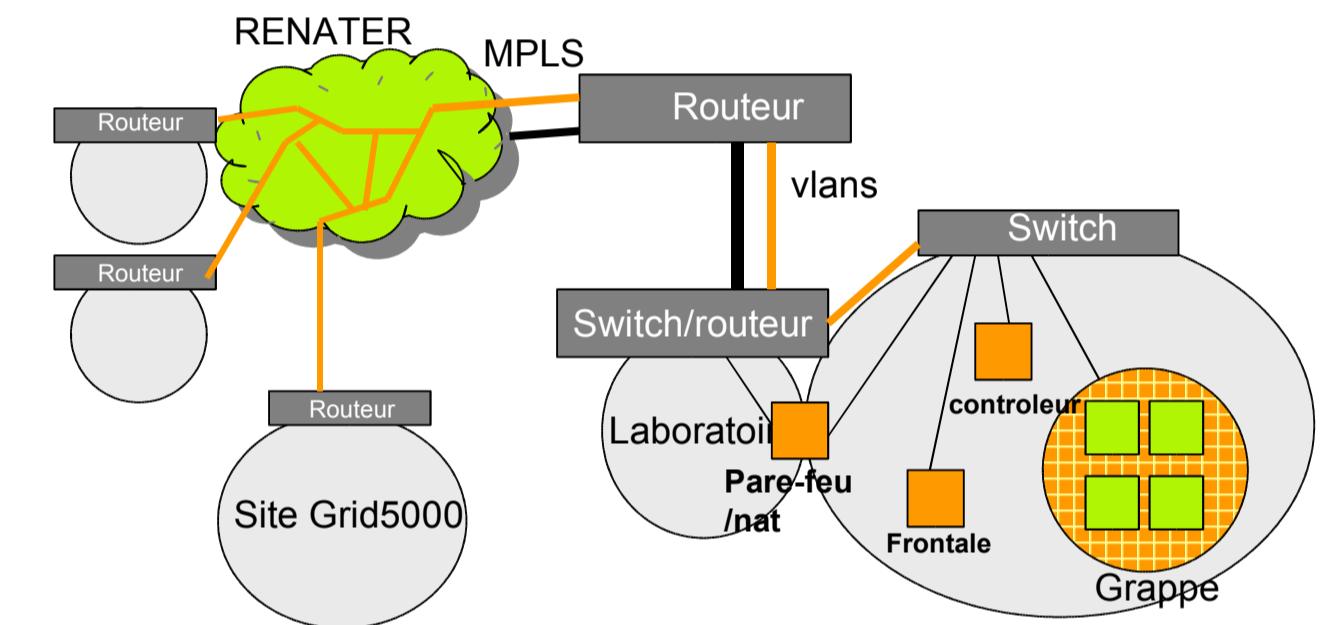 RENATER
MPLS
Routeur
Routeur
vlans
Switch
Routeur
Switch/routeur
controleur
Routeur
Laboratoi
Pare-feu
/nat
Site Grid5000
Frontale
Grappe